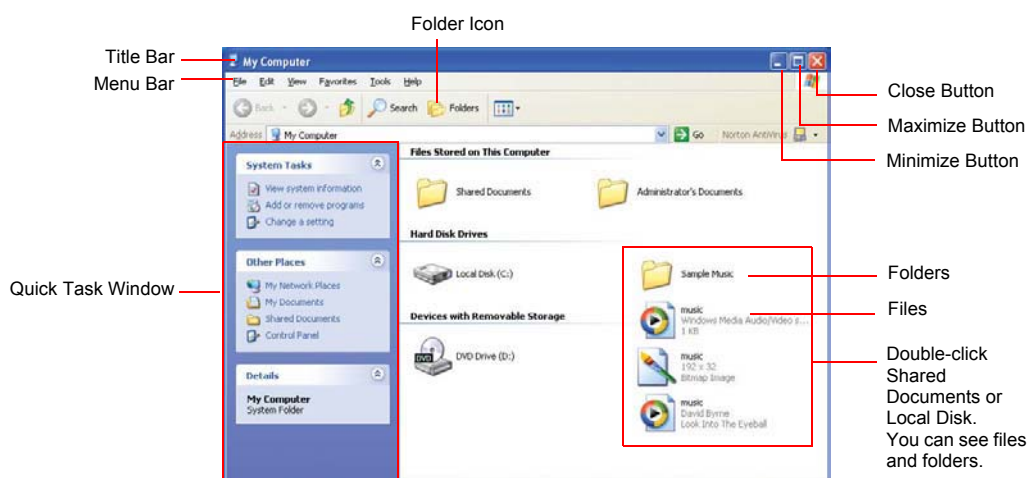 Folder Icon
Title Bar
My Computer
Menu Bar
File Edit View Favorites Tools Help
Close Button
Back Search Folders
Maximize Button
Address My Computer Go Norton AntiVirus
Minimize Button
System Tasks
View system information
Add or remove programs
Change a setting
Other Places
My Network Places
My Documents
Shared Documents
Control Panel
Details
My Computer
System Folder
Quick Task Window
Files Stored on This Computer
Shared Documents
Administrator's Documents
Hard Disk Drives
Local Disk (C:)
Devices with Removable Storage
DVD
DVD Drive (D:)
Sample Music
music
Windows Media Audio/Video s...
1 KB
music
192 x 32
Bitmap Image
music
David Byrne
Look Into The Eyeball
Folders
Files
Double-click
Shared
Documents or
Local Disk.
You can see files
and folders.